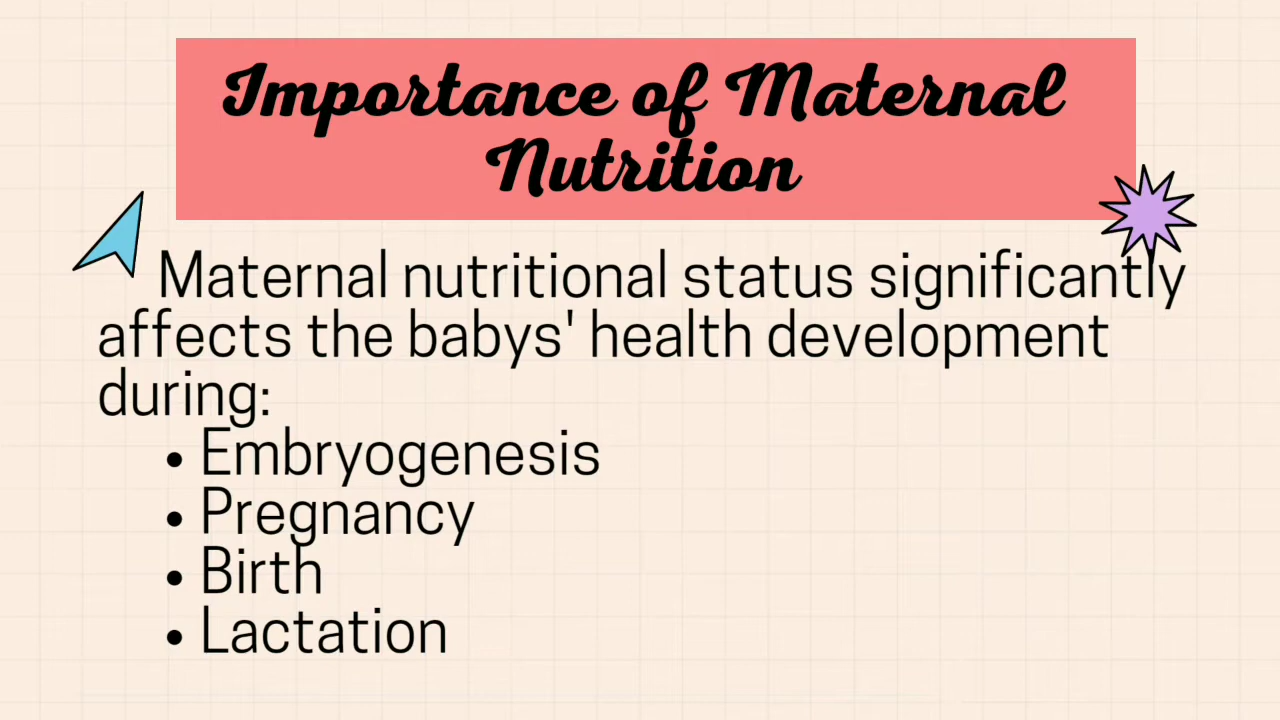 Importance of Maternal
Nutrition
Maternal nutritional status significantly
affects the babys' health development
during:
• Embryogenesis
• Pregnancy
• Birth
• Lactation